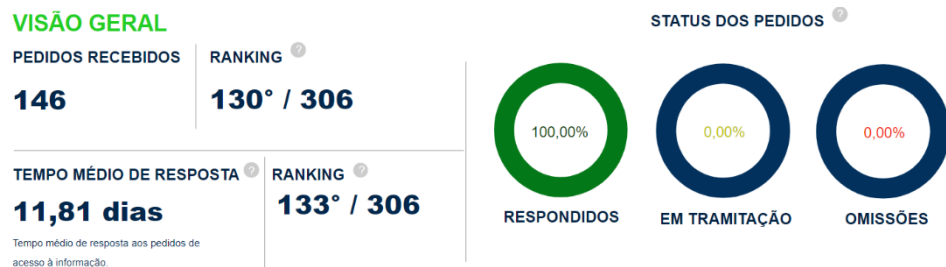 VISÃO GERAL
PEDIDOS RECEBIDOS
146
RANKING ?
130° / 306
TEMPO MÉDIO DE RESPOSTA ?
11,81 dias
Tempo médio de resposta aos pedidos de
acesso à informação.
RANKING ?
133° / 306
STATUS DOS PEDIDOS ?
100,00%
RESPONDIDOS
0,00%
EM TRAMITAÇÃO
0,00%
OMISSÕES